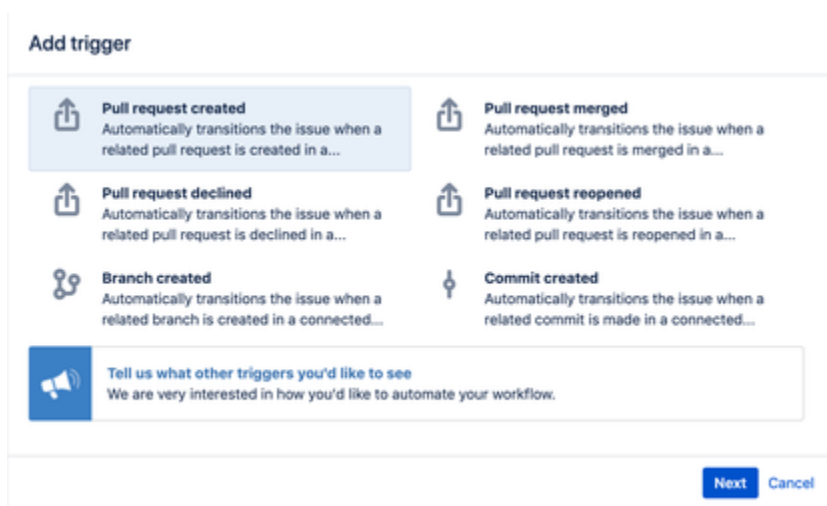 Add trigger
Pull request created
Automatically transitions the issue when a
related pull request is created in a...
Pull request merged
Automatically transitions the issue when a
related pull request is merged in a...
Pull request declined
Automatically transitions the issue when a
related pull request is declined in a...
Pull request reopened
Automatically transitions the issue when a
related pull request is reopened in a...
Branch created
Automatically transitions the issue when a
related branch is created in a connected...
Commit created
Automatically transitions the issue when a
related commit is made in a connected...
Tell us what other triggers you'd like to see
We are very interested in how you'd like to automate your workflow.
Next
Cancel